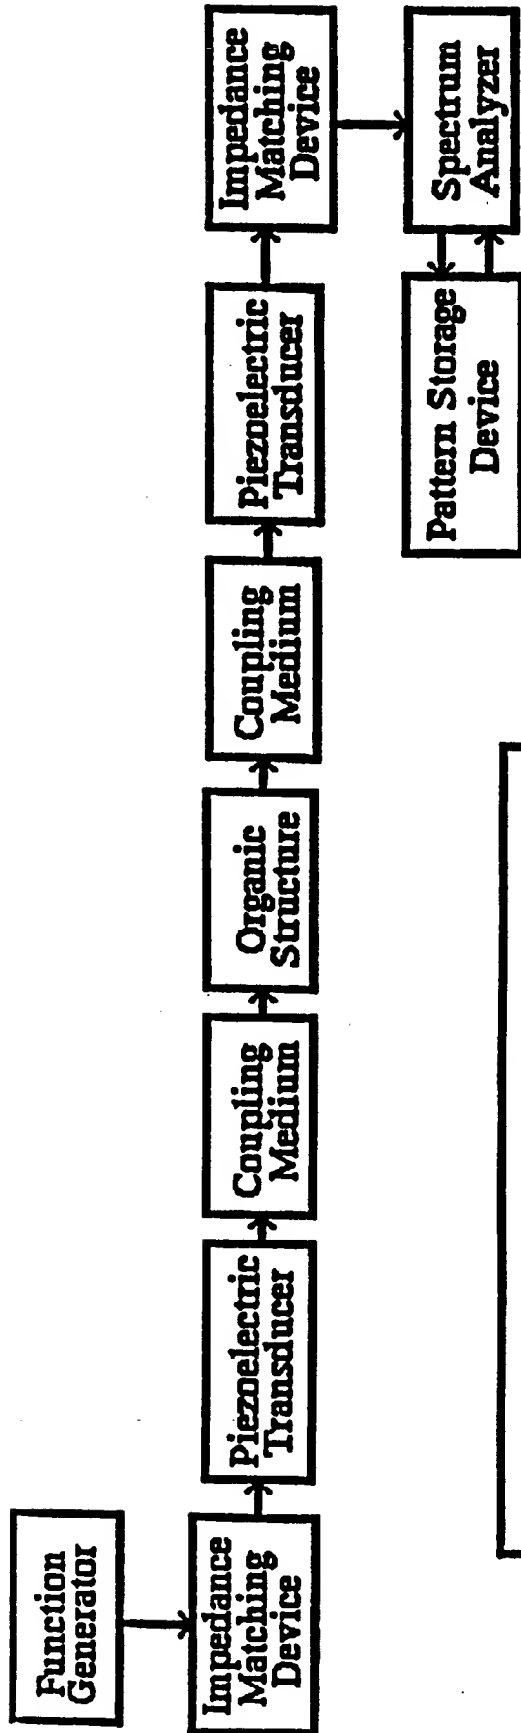 Function
Generator
Impedance
Matching
Device
Piezoelectric
Transducer
Coupling
Medium
Organic
Structure
Coupling
Medium
Piezoelectric
Transducer
Impedance
Matching
Device
Spectrum
Analyzer
Pattern Storage
Device